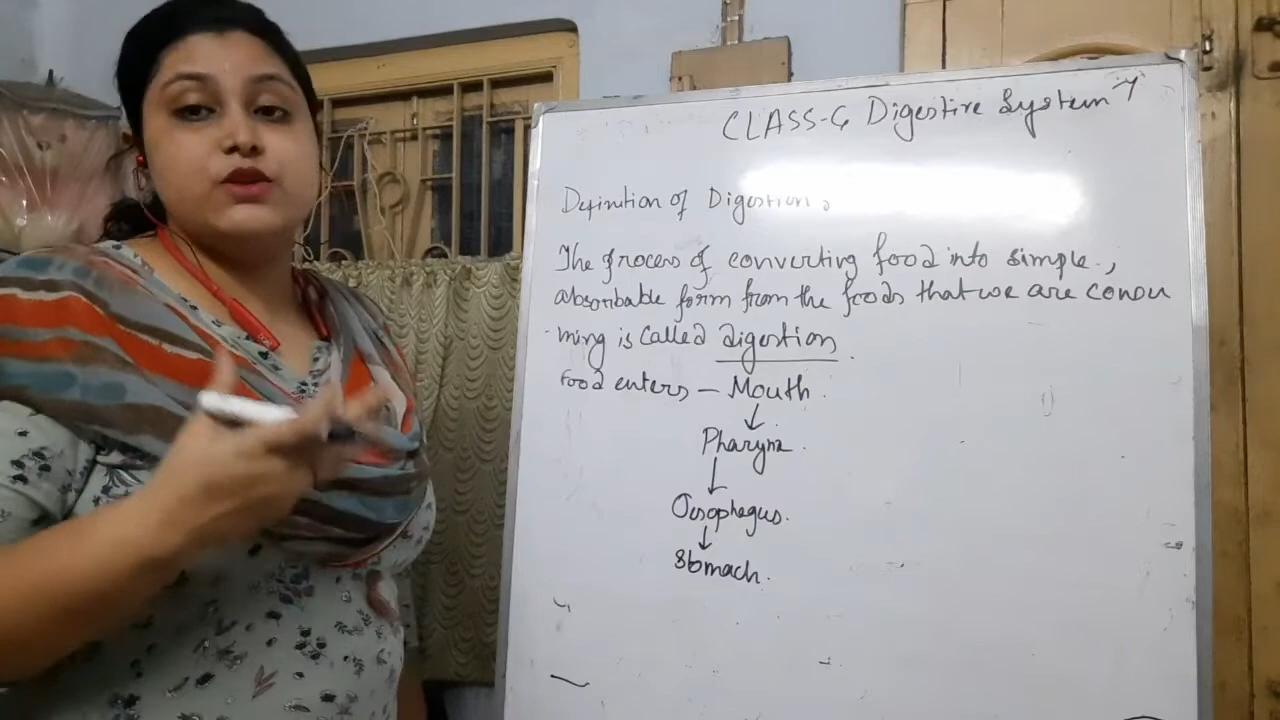 CLASS-6 Digestive System
Definition of Digestion.
The process of converting food into simple,
absorbable form from the foods that we are consu
-ming is called digestion.
Food enters — Mouth.
↓
Pharynx.
↓
Oesophagus.
↓
Stomach.